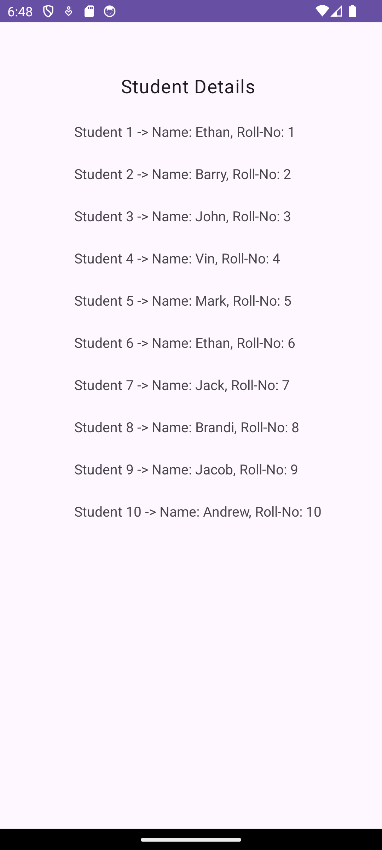 6:48
Student Details
Student 1 -> Name: Ethan, Roll-No: 1
Student 2 -> Name: Barry, Roll-No: 2
Student 3 -> Name: John, Roll-No: 3
Student 4 -> Name: Vin, Roll-No: 4
Student 5 -> Name: Mark, Roll-No: 5
Student 6 -> Name: Ethan, Roll-No: 6
Student 7 -> Name: Jack, Roll-No: 7
Student 8 -> Name: Brandi, Roll-No: 8
Student 9 -> Name: Jacob, Roll-No: 9
Student 10 -> Name: Andrew, Roll-No: 10